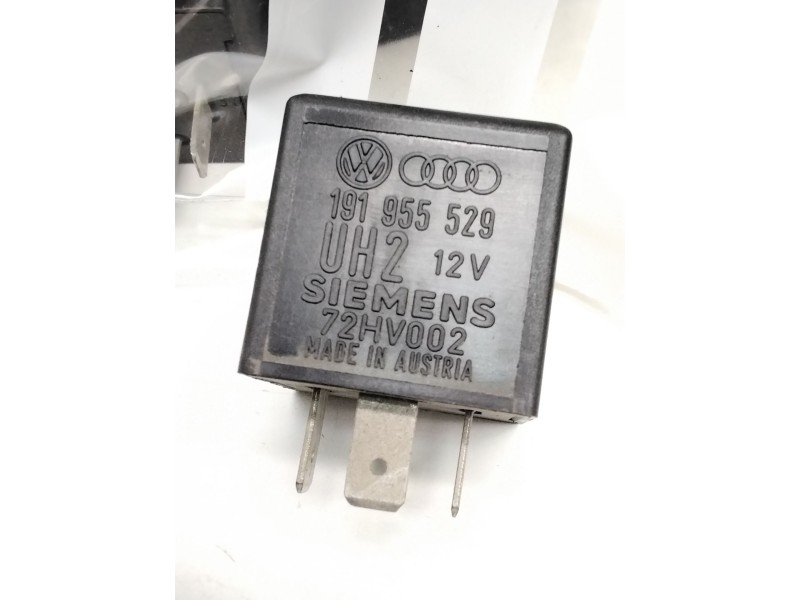 191 955 529
UH2 12V
SIEMENS
72HV002
MADE IN AUSTRIA